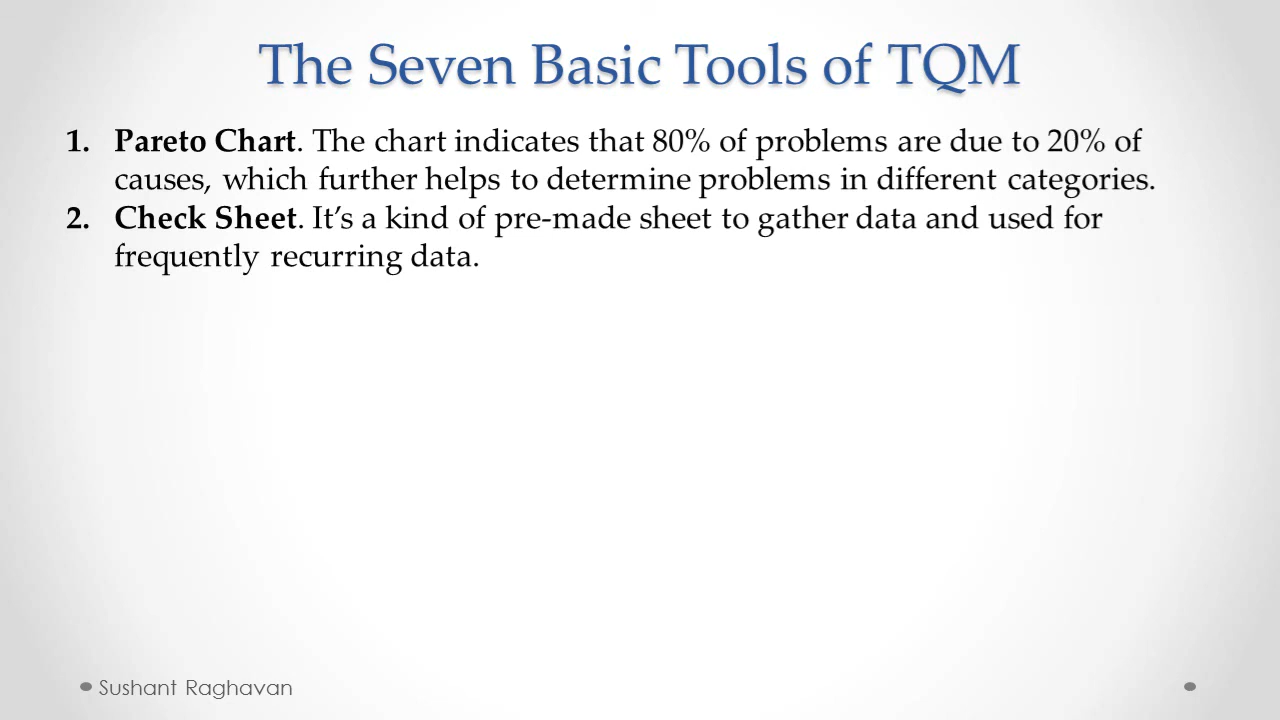 The Seven Basic Tools of TQM
1. Pareto Chart. The chart indicates that 80% of problems are due to 20% of
causes, which further helps to determine problems in different categories.
2. Check Sheet. It’s a kind of pre-made sheet to gather data and used for
frequently recurring data.
Sushant Raghavan